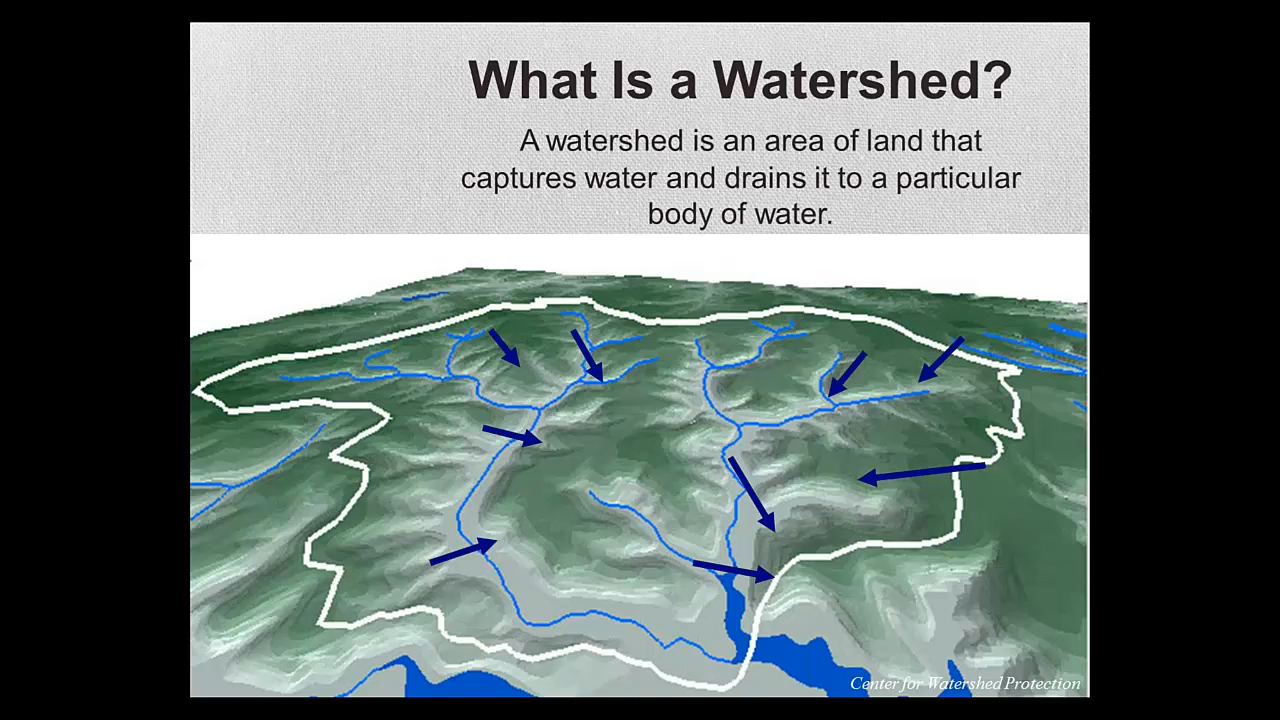 What Is a Watershed?
A watershed is an area of land that
captures water and drains it to a particular
body of water.
Center for Watershed Protection